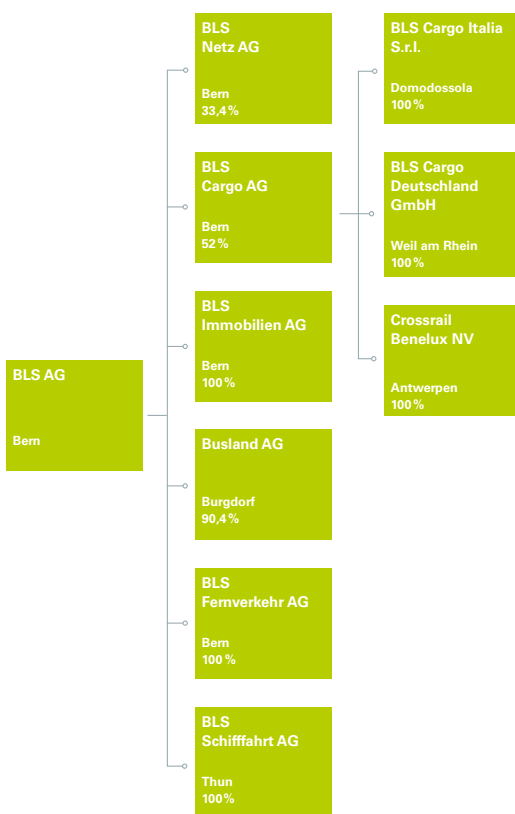 BLS AG
Bern
BLS
Netz AG
Bern
33,4%
BLS
Cargo AG
Bern
52%
BLS
Immobilien AG
Bern
100%
Busland AG
Burgdorf
90,4%
BLS
Fernverkehr AG
Bern
100%
BLS
Schifffahrt AG
Thun
100%
BLS Cargo Italia
S.r.l.
Domodossola
100%
BLS Cargo
Deutschland
GmbH
Weil am Rhein
100%
Crossrail
Benelux NV
Antwerpen
100%